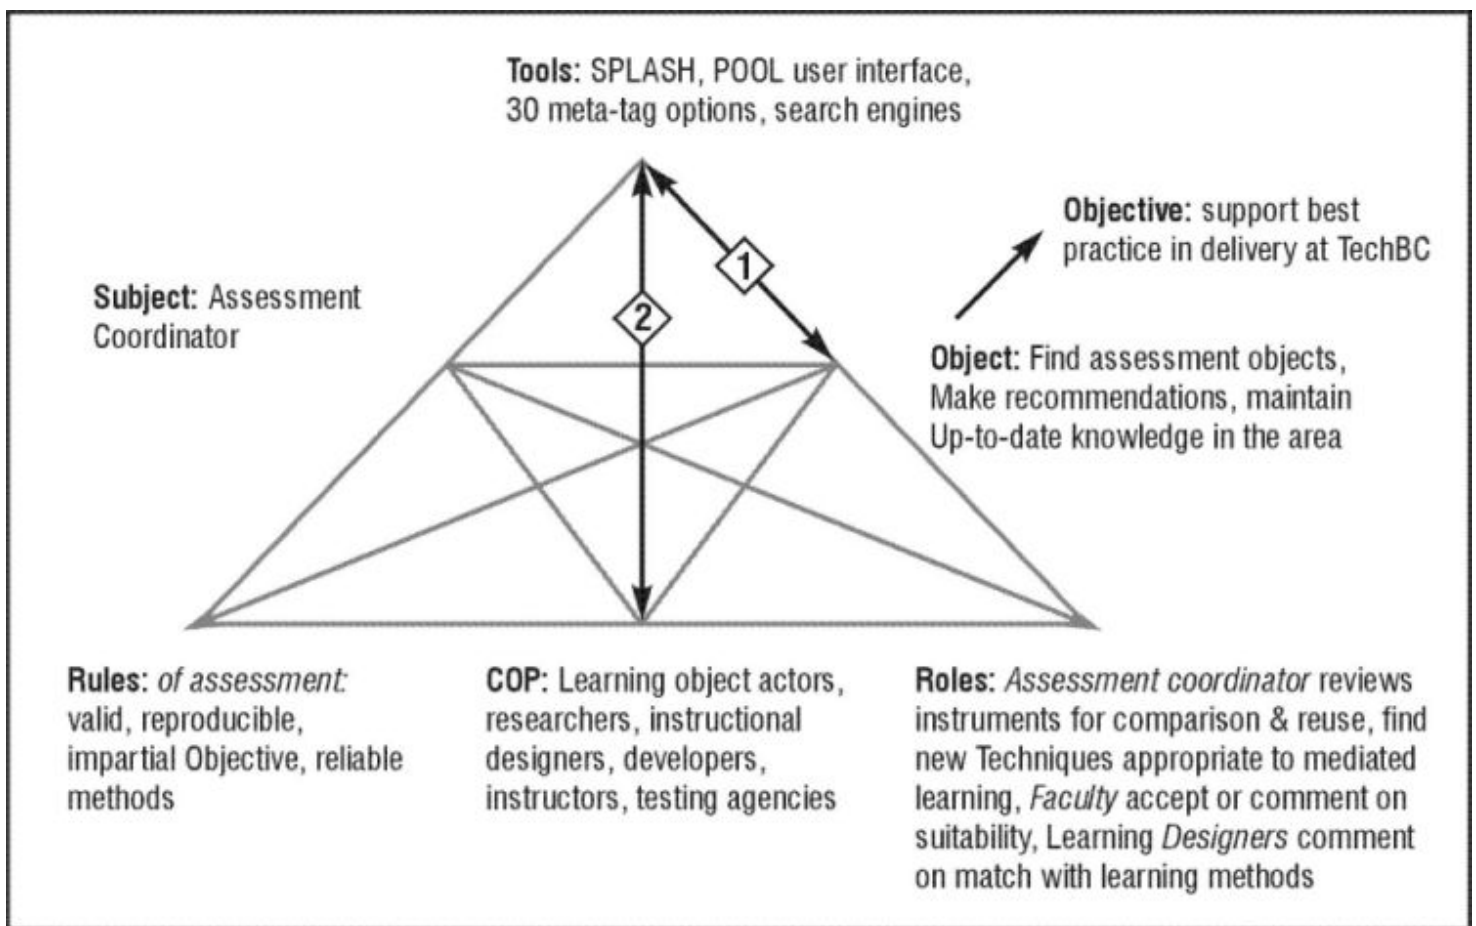 Tools: SPLASH, POOL user interface,
30 meta-tag options, search engines
Objective: support best
practice in delivery at TechBC
1
Subject: Assessment
Coordinator
2
Object: Find assessment objects,
Make recommendations, maintain
Up-to-date knowledge in the area
Rules: of assessment:
valid, reproducible,
impartial Objective, reliable
methods
COP: Learning object actors,
researchers, instructional
designers, developers,
instructors, testing agencies
Roles: Assessment coordinator reviews
instruments for comparison & reuse, find
new Techniques appropriate to mediated
learning, Faculty accept or comment on
suitability, Learning Designers comment
on match with learning methods